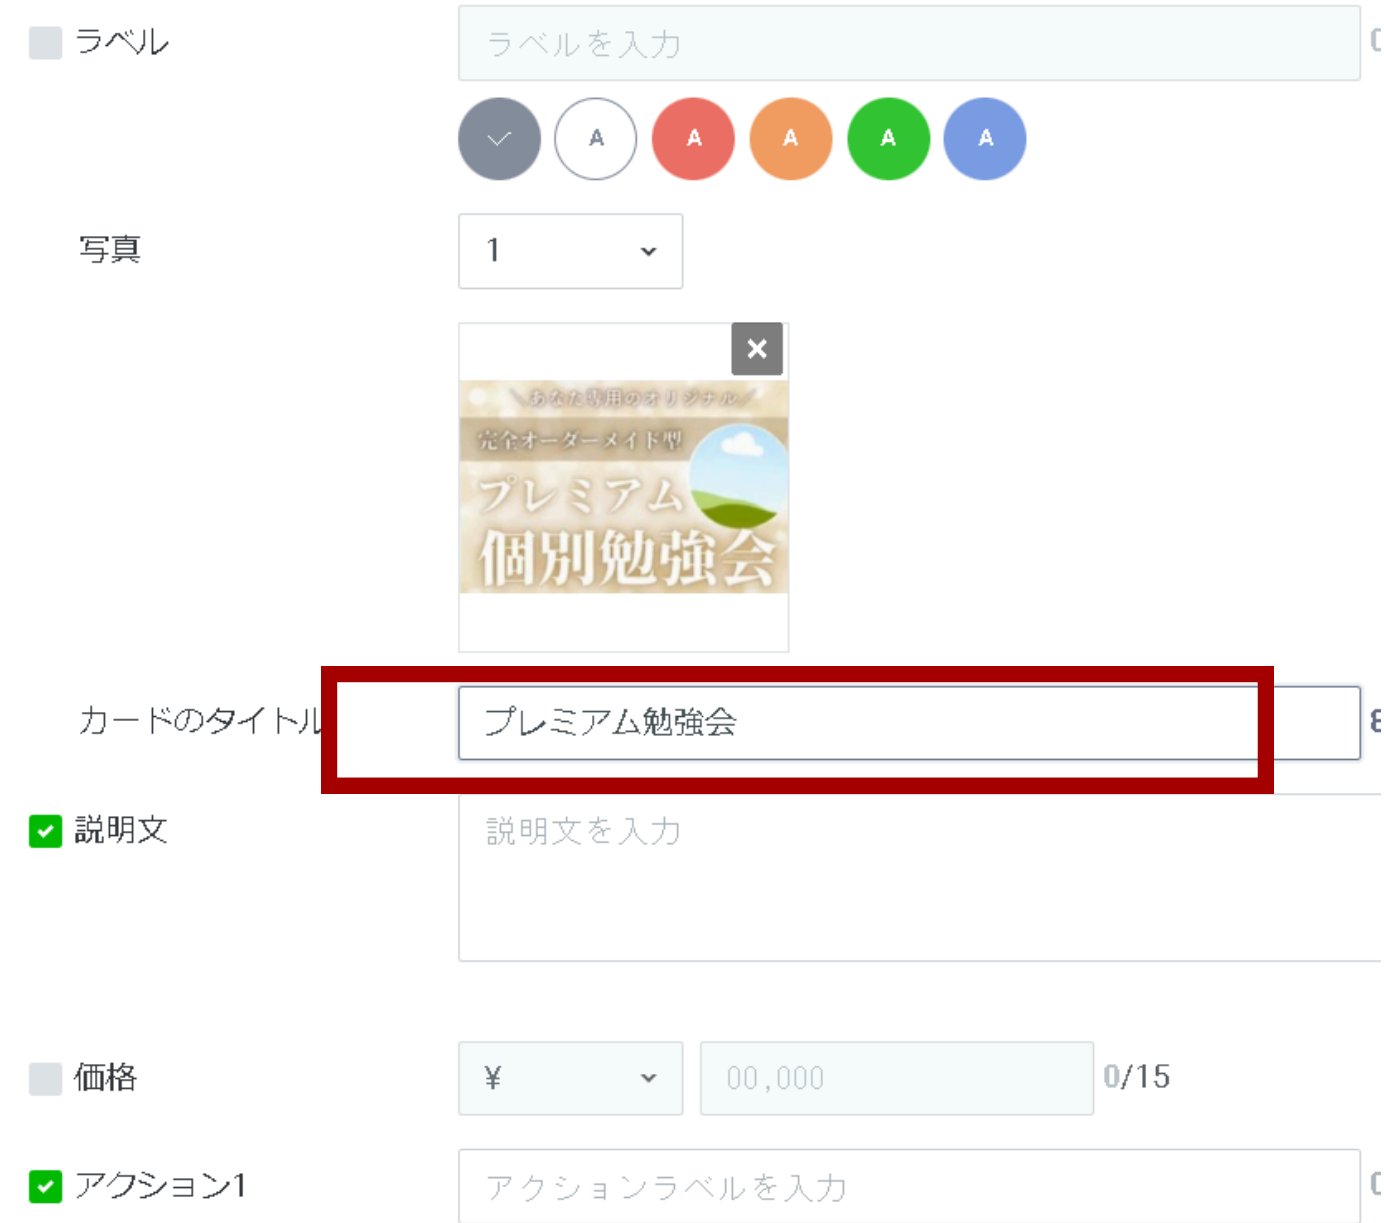 ラベル
ラベルを入力
A A A A A
写真
1
＼あなた専用のオリジナル／
完全オーダーメイド型
プレミアム
個別勉強会
カードのタイトル
プレミアム勉強会
説明文
説明文を入力
価格
¥
00,000
0/15
アクション1
アクションラベルを入力